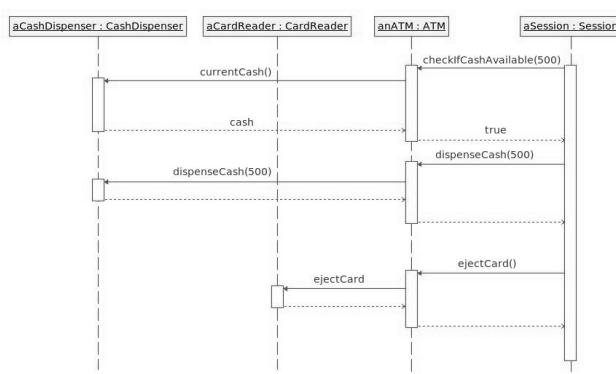 aCashDispenser : CashDispenser
aCardReader : CardReader
anATM : ATM
aSession : Session
checkIfCashAvailable(500)
currentCash()
cash
true
dispenseCash(500)
dispenseCash(500)
ejectCard()
ejectCard